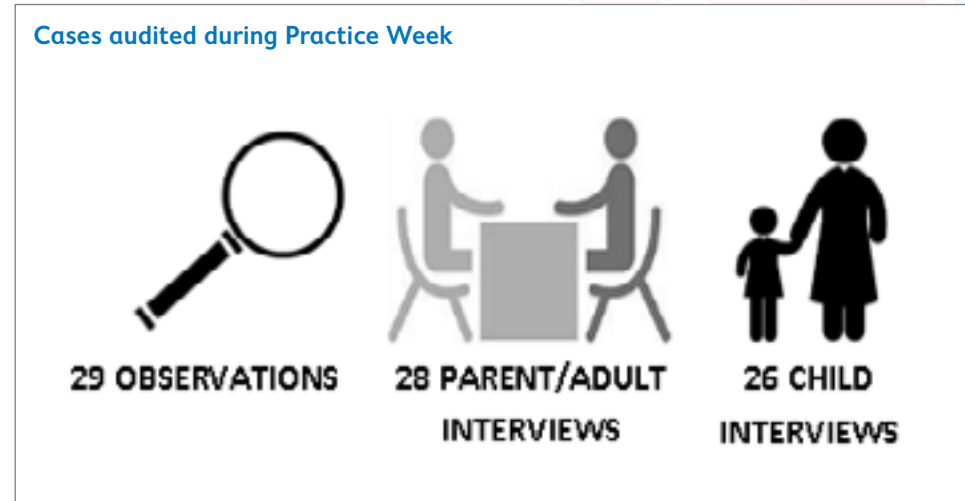 Cases audited during Practice Week
29 OBSERVATIONS
28 PARENT/ADULT
INTERVIEWS
26 CHILD
INTERVIEWS